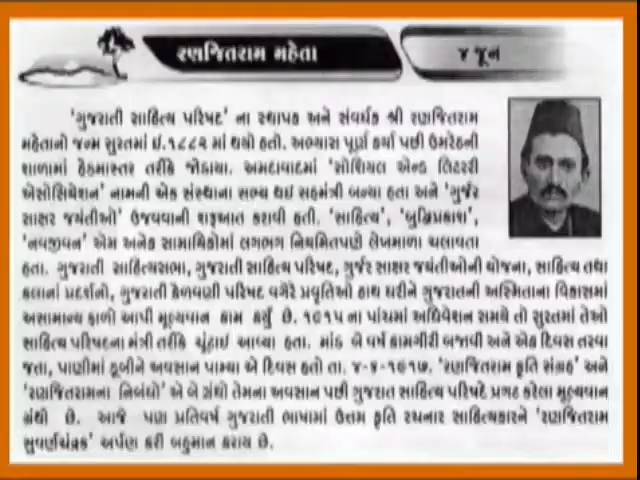 રણજિતરામ મહેતા
૪ જૂન
'ગુજરાતી સાહિત્ય પરિષદ' ના સ્થાપક અને સંવર્ધક શ્રી રણજિતરામ
મહેતાનો જન્મ સુરતમાં ઈ.૧૮૮૨ માં થયો હતો. અભ્યાસ પૂર્ણ કર્યા પછી ઉમરેઠની
શાળામાં હેડમાસ્તર તરીકે જોડાયા. અમદાવાદમાં 'સોશિયલ એન્ડ લિટરરી
એસોસિયેશન' નામની એક સંસ્થાના સભ્ય થઈ સહમંત્રી બન્યા હતા અને 'ગુર્જર
સાક્ષર જયંતીઓ' ઉજવવાની શરૂઆત કરાવી હતી. 'સાહિત્ય', 'બુદ્ધિપ્રકાશ',
'નવજીવન' એમ અનેક સામાયિકોમાં લગભગ નિયમિતપણે લેખમાળા ચલાવતા
હતા. ગુજરાતી સાહિત્યસભા, ગુજરાતી સાહિત્ય પરિષદ, ગુર્જર સાક્ષર જયંતીઓની યોજના, સાહિત્ય તથા
કલાનાં પ્રદર્શનો, ગુજરાતી કેળવણી પરિષદ વગેરે પ્રવૃતિઓ હાથ ધરીને ગુજરાતની અસ્મિતાના વિકાસમાં
અસામાન્ય ફાળો આપી મૂલ્યવાન કામ કર્યું છે. ૧૯૧૫ના પાંચમાં અધિવેશન સમયે તો સુરતમાં તેઓ
સાહિત્ય પરિષદના મંત્રી તરીકે ચૂંટાઈ આવ્યા હતા. માંડ બે વર્ષ કામગીરી બજાવી અને એક દિવસ તરવા
જતા, પાણીમાં ડૂબીને અવસાન પામ્યા એ દિવસ હતો તા. ૪-૬-૧૯૧૭. 'રણજિતરામ કૃતિ સંગ્રહ' અને
'રણજિતરામના નિબંધો' એ બે ગ્રંથો તેમના અવસાન પછી ગુજરાત સાહિત્ય પરિષદે પ્રગટ કરેલા મૂલ્યવાન
ગ્રંથો છે. આજે પણ પ્રતિવર્ષ ગુજરાતી ભાષામાં ઉત્તમ કૃતિ રચનાર સાહિત્યકારને 'રણજિતરામ
સુવર્ણચંદ્રક' અર્પણ કરી બહુમાન કરાય છે.